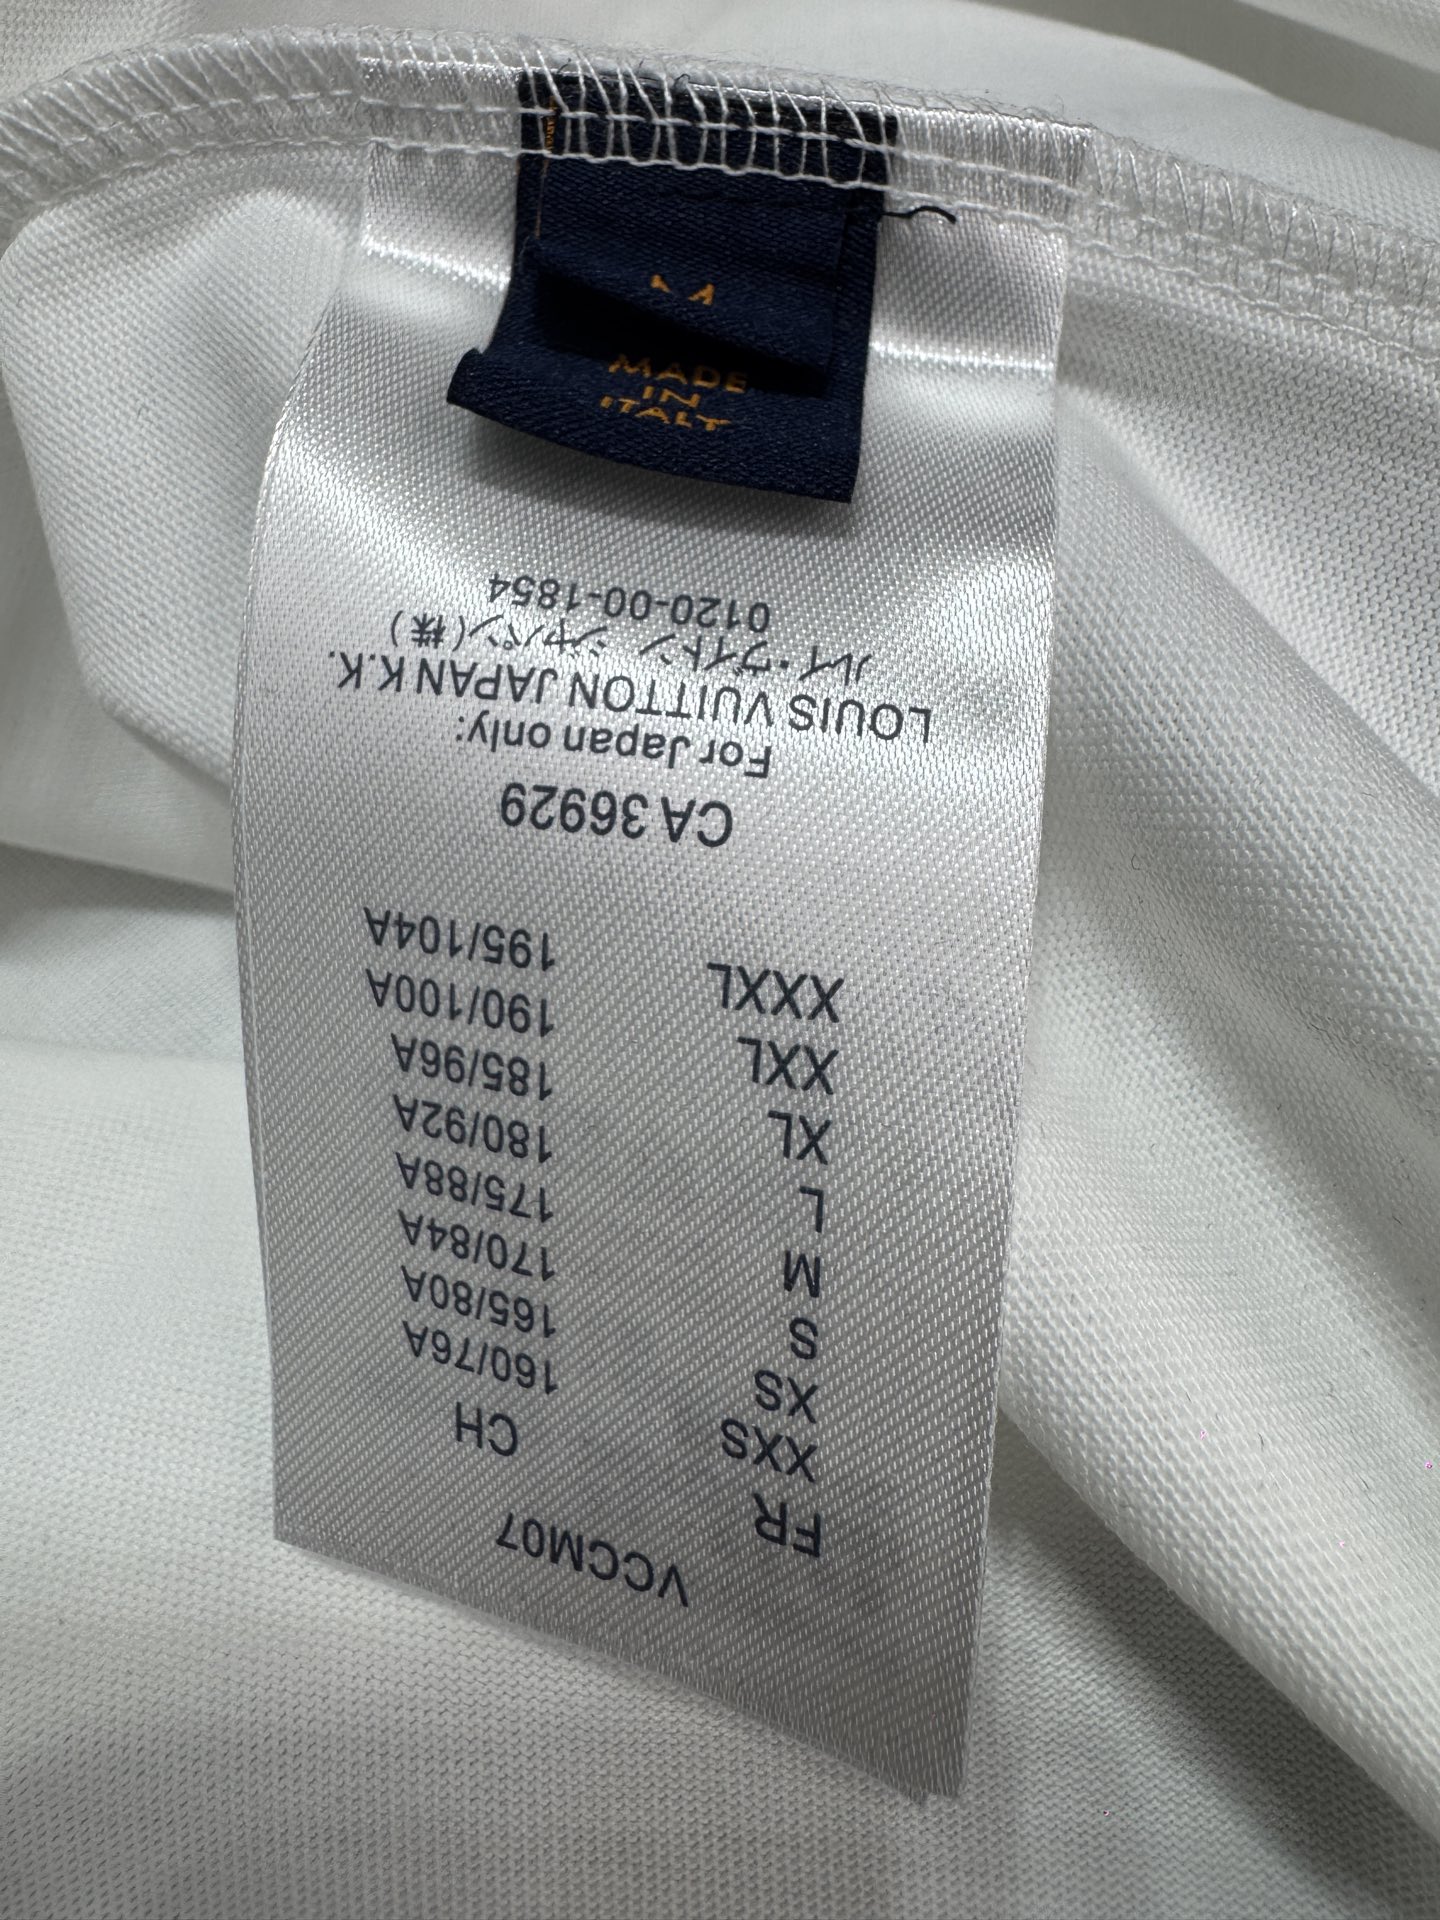 M
MADE
IN
ITALY
VCCM07
FR CH
XXS 160/76A
XS 165/80A
S 170/84A
M 175/88A
L 180/92A
XL 185/96A
XXL 190/100A
XXXL 195/104A
CA 36929
For Japan only:
LOUIS VUITTON JAPAN K.K.
ルイ・ヴィトン ジャパン(株)
0120-00-1854